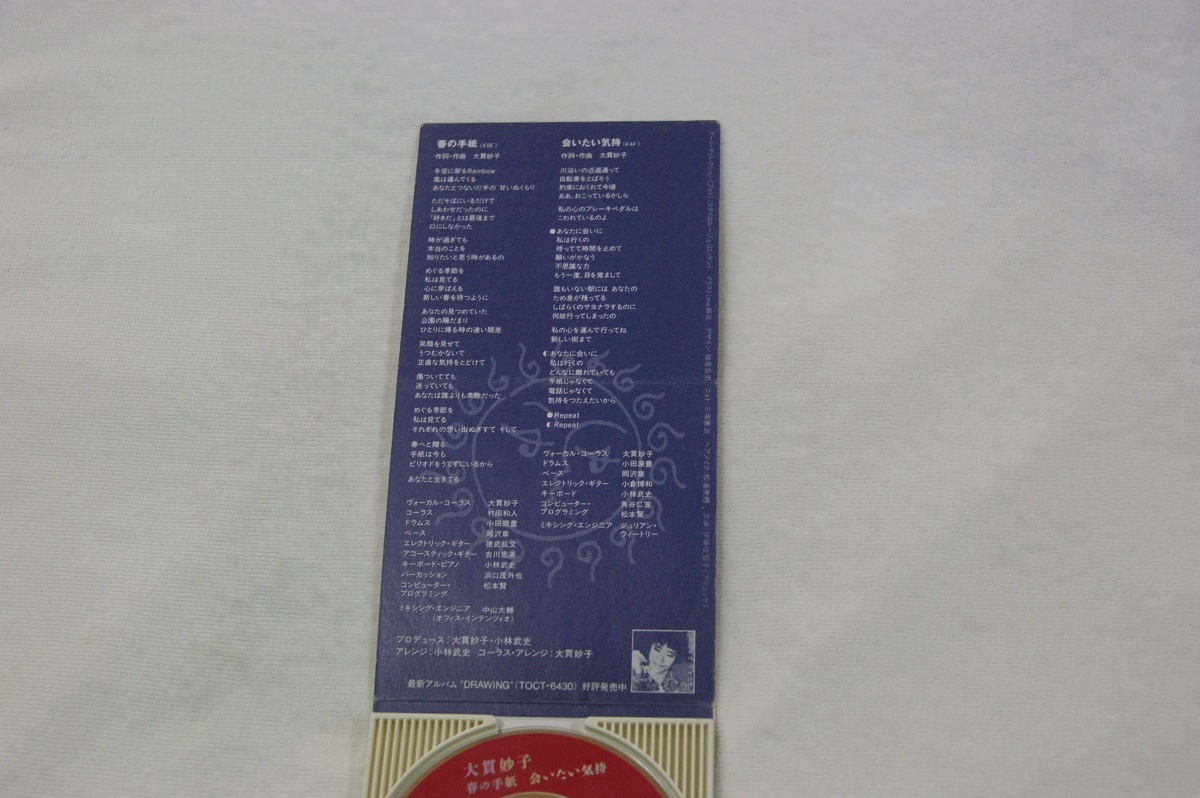 春の手紙 (4'06")
作詞・作曲 大貫妙子
冬空に架るRainbow
風は運んでくる
あなたとつないだ手の 甘いぬくもり
ただそばにいるだけで
しあわせだったのに
「好きだ」とは最後まで
口にしなかった
時が過ぎても
本当のことを
知りたいと思う時があるの
めぐる季節を
私は見てる
心に芽ばえる
新しい春を待つように
あなたの見つめていた
公園の陽だまり
ひとりに帰る時の遠い眼差
笑顔を見せて
うつむかないで
正直な気持をとどけて
傷ついてても
迷っていても
あなたは誰よりも素敵だった
めぐる季節を
私は見てる
それぞれの想い出ぬぎすて そして
春へと贈る
手紙は今も
ピリオドをうてずにいるから
あなたと生きてる
ヴォーカル・コーラス 大貫妙子
コーラス 村田和人
ドラムス 小田原豊
ベース 岡沢章
エレクトリック・ギター 徳武弘文
アコースティック・ギター 吉川忠英
キーボード・ピアノ 小林武史
パーカッション 浜口茂外也
コンピューター・
プログラミング 松本賢
ミキシング・エンジニア 中山大輔
(オフィス・インテンツィオ)
会いたい気持 (4'44")
作詞・作曲 大貫妙子
川沿いの近道通って
自転車をとばそう
約束におくれて今頃
ああ、おこっているかしら
私の心のブレーキペダルは
こわれているのよ
●あなたに会いに
私は行くの
待ってて時間を止めて
願いがかなう
不思議な力
もう一度、目を覚まして
誰もいない駅には あなたの
ため息が残ってる
しばらくのサヨナラするのに
何故行ってしまったの
私の心を運んで行ってね
新しい街まで
◐あなたに会いに
私は行くの
どんなに離れていても
手紙じゃなくて
電話じゃなくて
気持をつたえたいから
●Repeat
◐Repeat
ヴォーカル・コーラス 大貫妙子
ドラムス 小田原豊
ベース 岡沢章
エレクトリック・ギター 小倉博和
キーボード 小林武史
コンピューター・ 角谷仁宣
プログラミング 松本賢
ミキシング・エンジニア ジュリアン・
ウィートリー
プロデュース:大貫妙子・小林武史
アレンジ:小林武史 コーラス・アレンジ:大貫妙子
最新アルバム "DRAWING"(TOCT-6430) 好評発売中
大貫妙子
春の手紙 会いたい気持